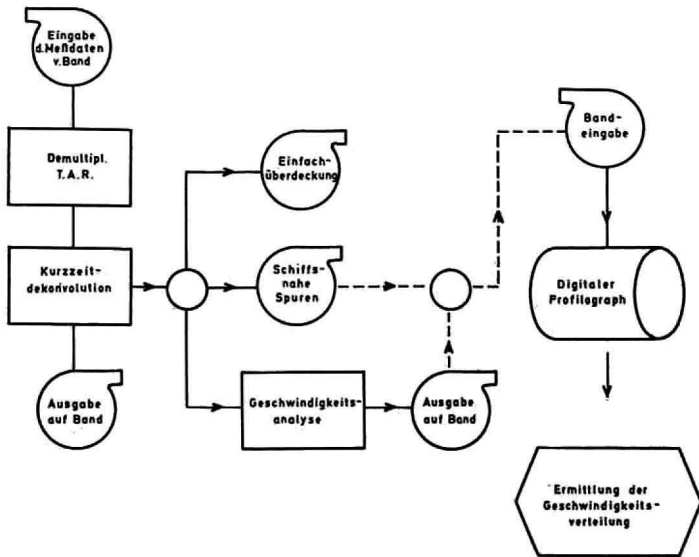 Eingabe
d.Meßdaten
v.Band
Demultipl.
T.A.R.
Kurzzeit-
dekonvolution
Ausgabe
auf Band
Einfach-
überdeckung
Schiffs-
nahe
Spuren
Geschwindigkeits-
analyse
Ausgabe
auf Band
Band-
eingabe
Digitaler
Profilograph
Ermittlung der
Geschwindigkeits-
verteilung